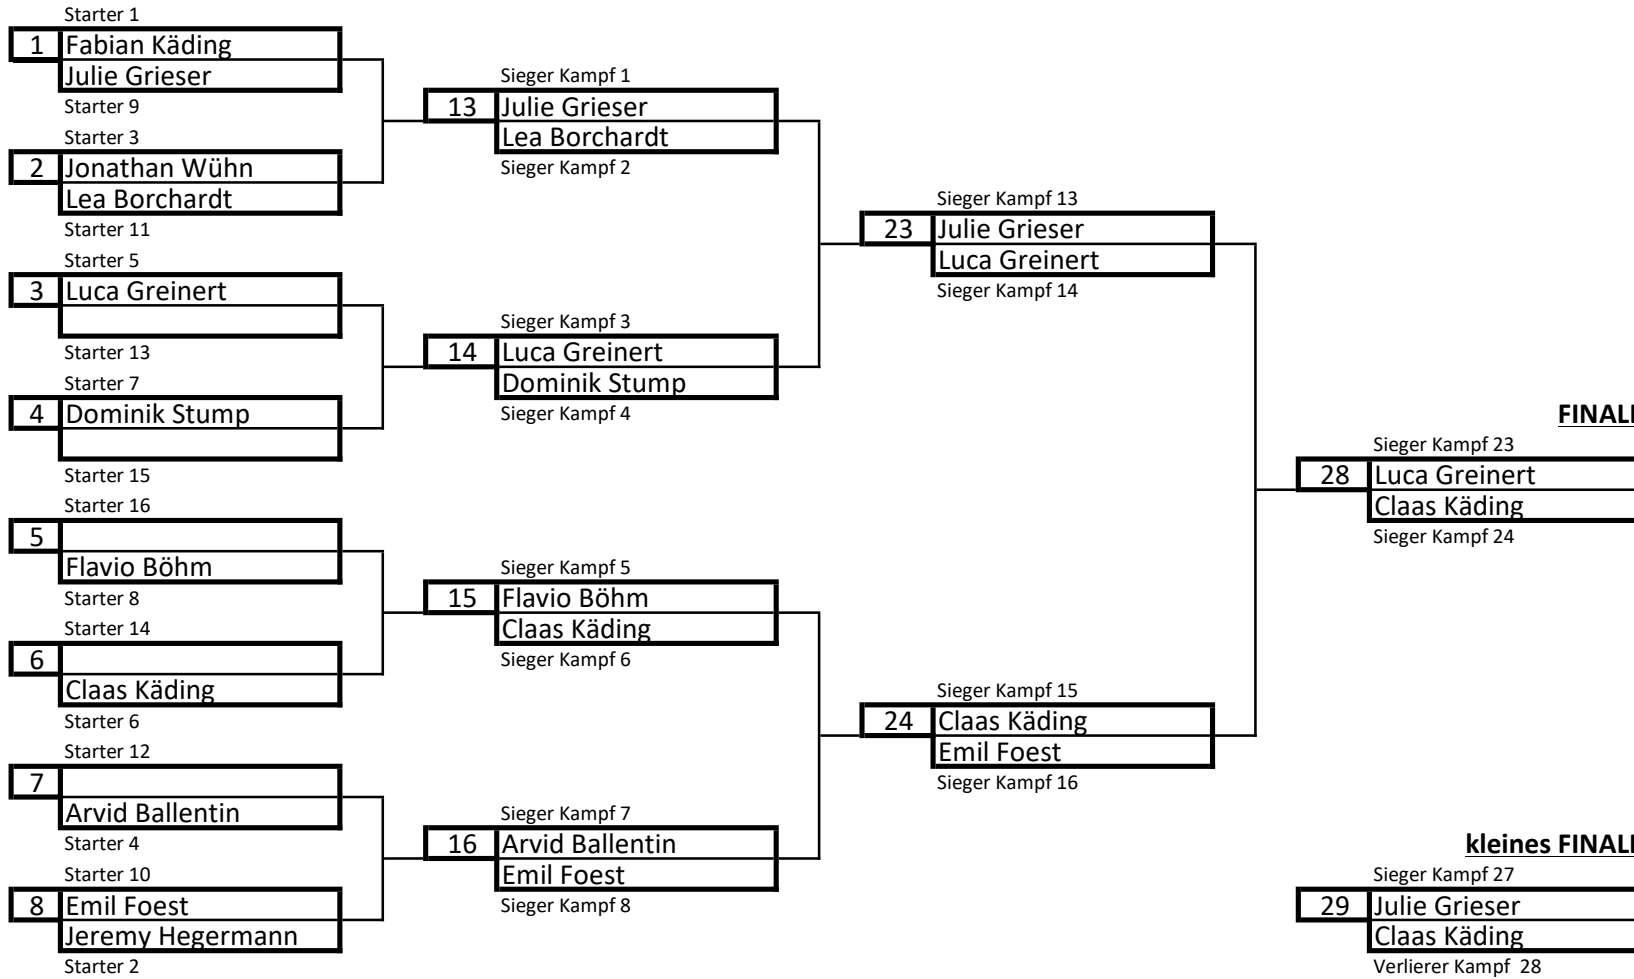 Starter 1
1 Fabian Käding
Julie Grieser
Starter 9
Starter 3
2 Jonathan Wühn
Lea Borchardt
Starter 11
Starter 5
3 Luca Greinert
Starter 13
Starter 7
4 Dominik Stump
Starter 15
Starter 16
5
Flavio Böhm
Starter 8
Starter 14
6
Claas Käding
Starter 6
Starter 12
7
Arvid Ballentin
Starter 4
Starter 10
8 Emil Foest
Jeremy Hegermann
Starter 2
Sieger Kampf 1
13 Julie Grieser
Lea Borchardt
Sieger Kampf 2
Sieger Kampf 3
14 Luca Greinert
Dominik Stump
Sieger Kampf 4
Sieger Kampf 5
15 Flavio Böhm
Claas Käding
Sieger Kampf 6
Sieger Kampf 7
16 Arvid Ballentin
Emil Foest
Sieger Kampf 8
Sieger Kampf 13
23 Julie Grieser
Luca Greinert
Sieger Kampf 14
Sieger Kampf 15
24 Claas Käding
Emil Foest
Sieger Kampf 16
FINALE
Sieger Kampf 23
28 Luca Greinert
Claas Käding
Sieger Kampf 24
kleines FINALE
Sieger Kampf 27
29 Julie Grieser
Claas Käding
Verlierer Kampf 28